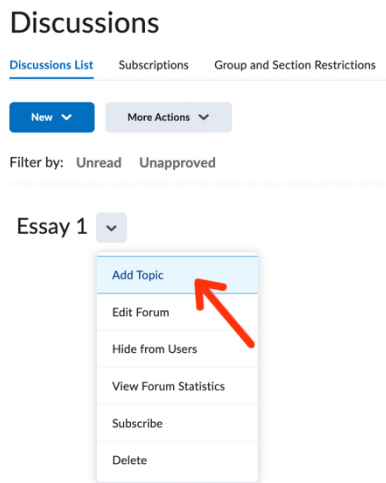 Discussions
Discussions List Subscriptions Group and Section Restrictions
New More Actions
Filter by: Unread Unapproved
Essay 1
Add Topic
Edit Forum
Hide from Users
View Forum Statistics
Subscribe
Delete